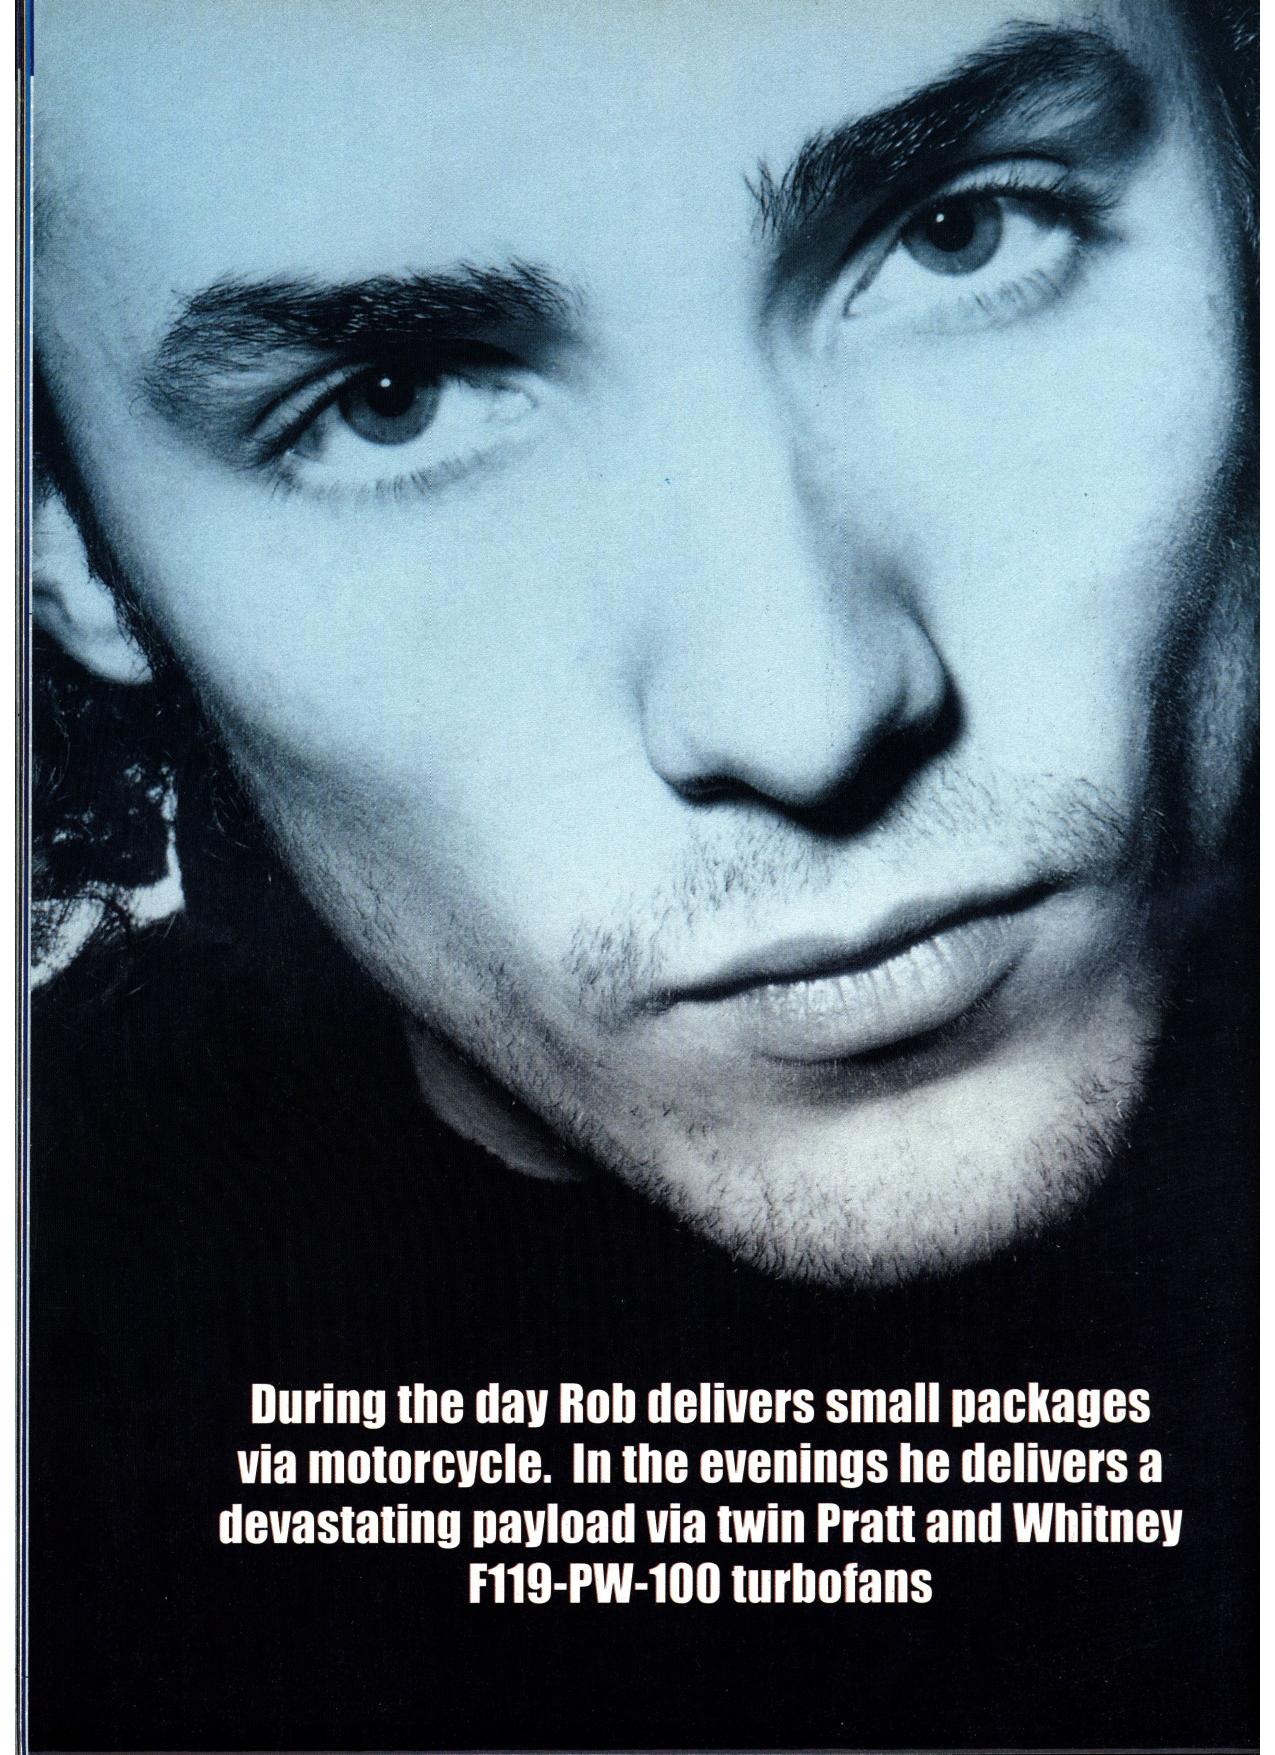 During the day Rob delivers small packages
via motorcycle. In the evenings he delivers a
devastating payload via twin Pratt and Whitney
F119-PW-100 turbofans